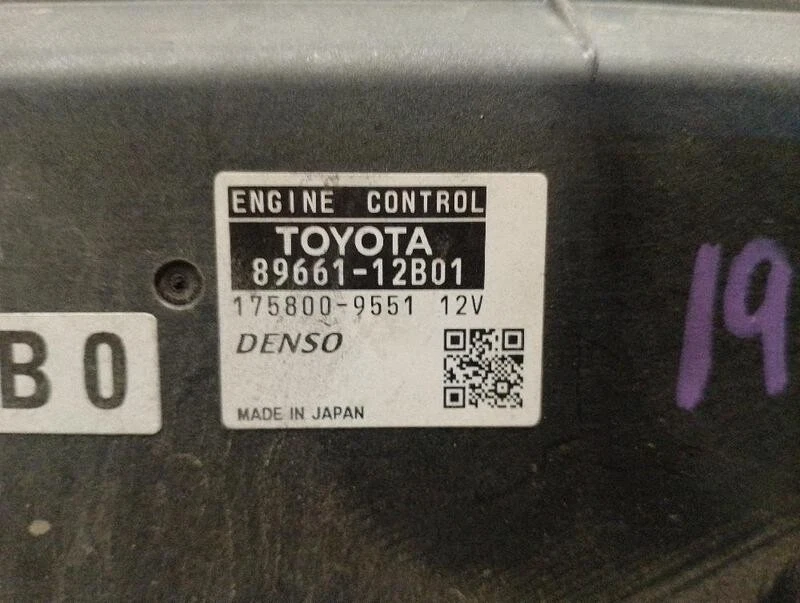 ENGINE CONTROL
TOYOTA
89661-12B01
175800-9551 12V
DENSO
MADE IN JAPAN
B0
19